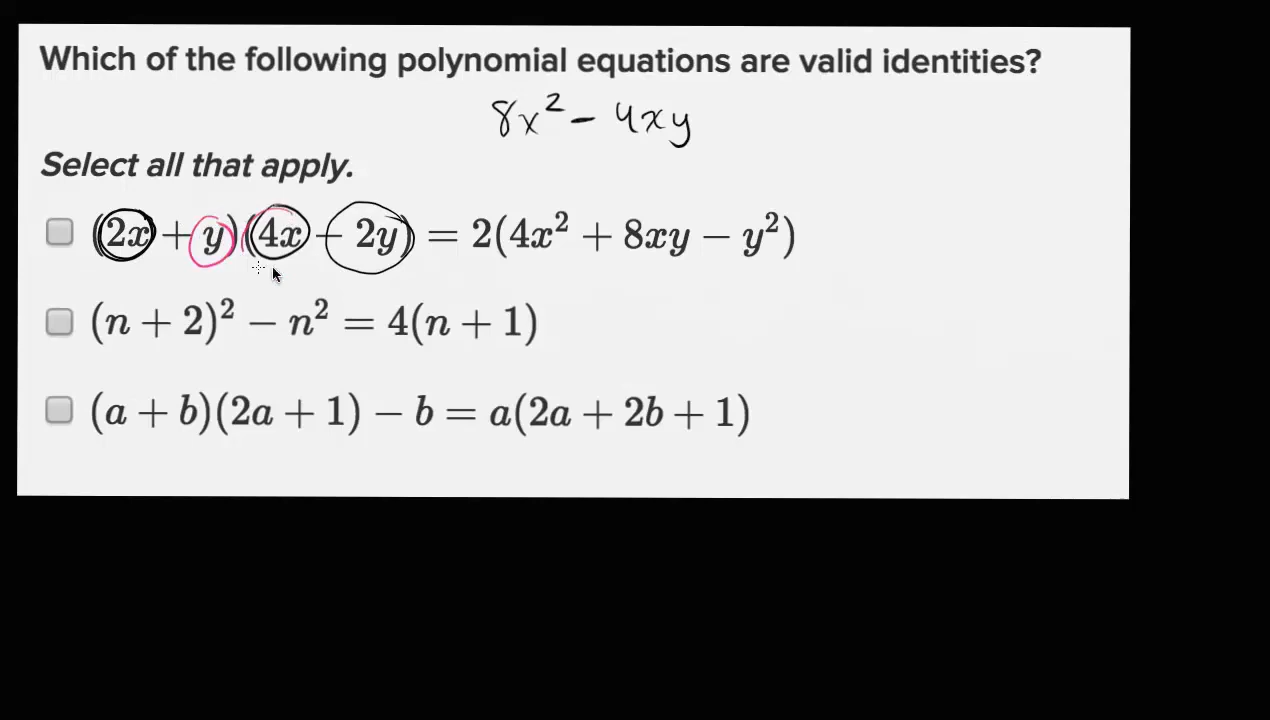 Which of the following polynomial equations are valid identities?
8x² − 4xy
Select all that apply.
(2x + y)(4x − 2y) = 2(4x² + 8xy − y²)
(n + 2)² − n² = 4(n + 1)
(a + b)(2a + 1) − b = a(2a + 2b + 1)